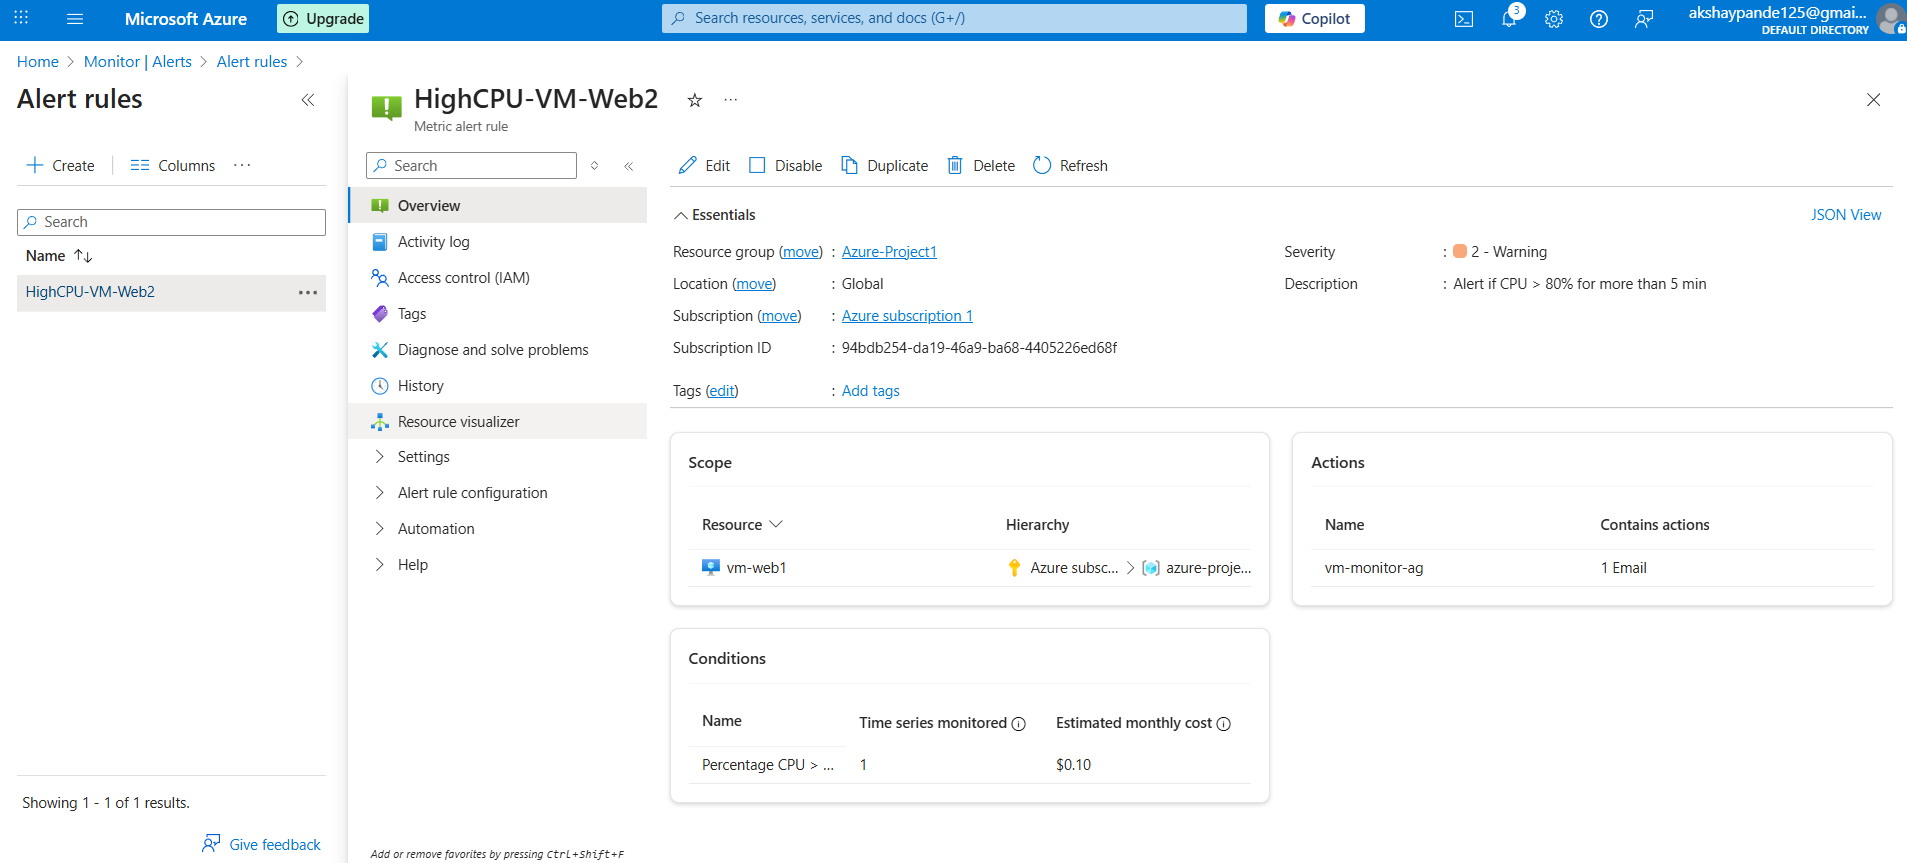 Microsoft Azure
Upgrade
Search resources, services, and docs (G+/)
Copilot
3
akshaypande125@gmai...
DEFAULT DIRECTORY
Home > Monitor | Alerts > Alert rules >
Alert rules
Create
Columns
Search
Name
HighCPU-VM-Web2
Showing 1 - 1 of 1 results.
Give feedback
HighCPU-VM-Web2
Metric alert rule
Search
Overview
Activity log
Access control (IAM)
Tags
Diagnose and solve problems
History
Resource visualizer
Settings
Alert rule configuration
Automation
Help
Add or remove favorites by pressing Ctrl+Shift+F
Edit
Disable
Duplicate
Delete
Refresh
Essentials
JSON View
Resource group (move) : Azure-Project1
Location (move) : Global
Subscription (move) : Azure subscription 1
Subscription ID : 94bdb254-da19-46a9-ba68-4405226ed68f
Tags (edit) : Add tags
Severity : 2 - Warning
Description : Alert if CPU > 80% for more than 5 min
Scope
Resource Hierarchy
vm-web1 Azure subsc... > azure-proje...
Actions
Name Contains actions
vm-monitor-ag 1 Email
Conditions
Name Time series monitored Estimated monthly cost
Percentage CPU > ... 1 $0.10